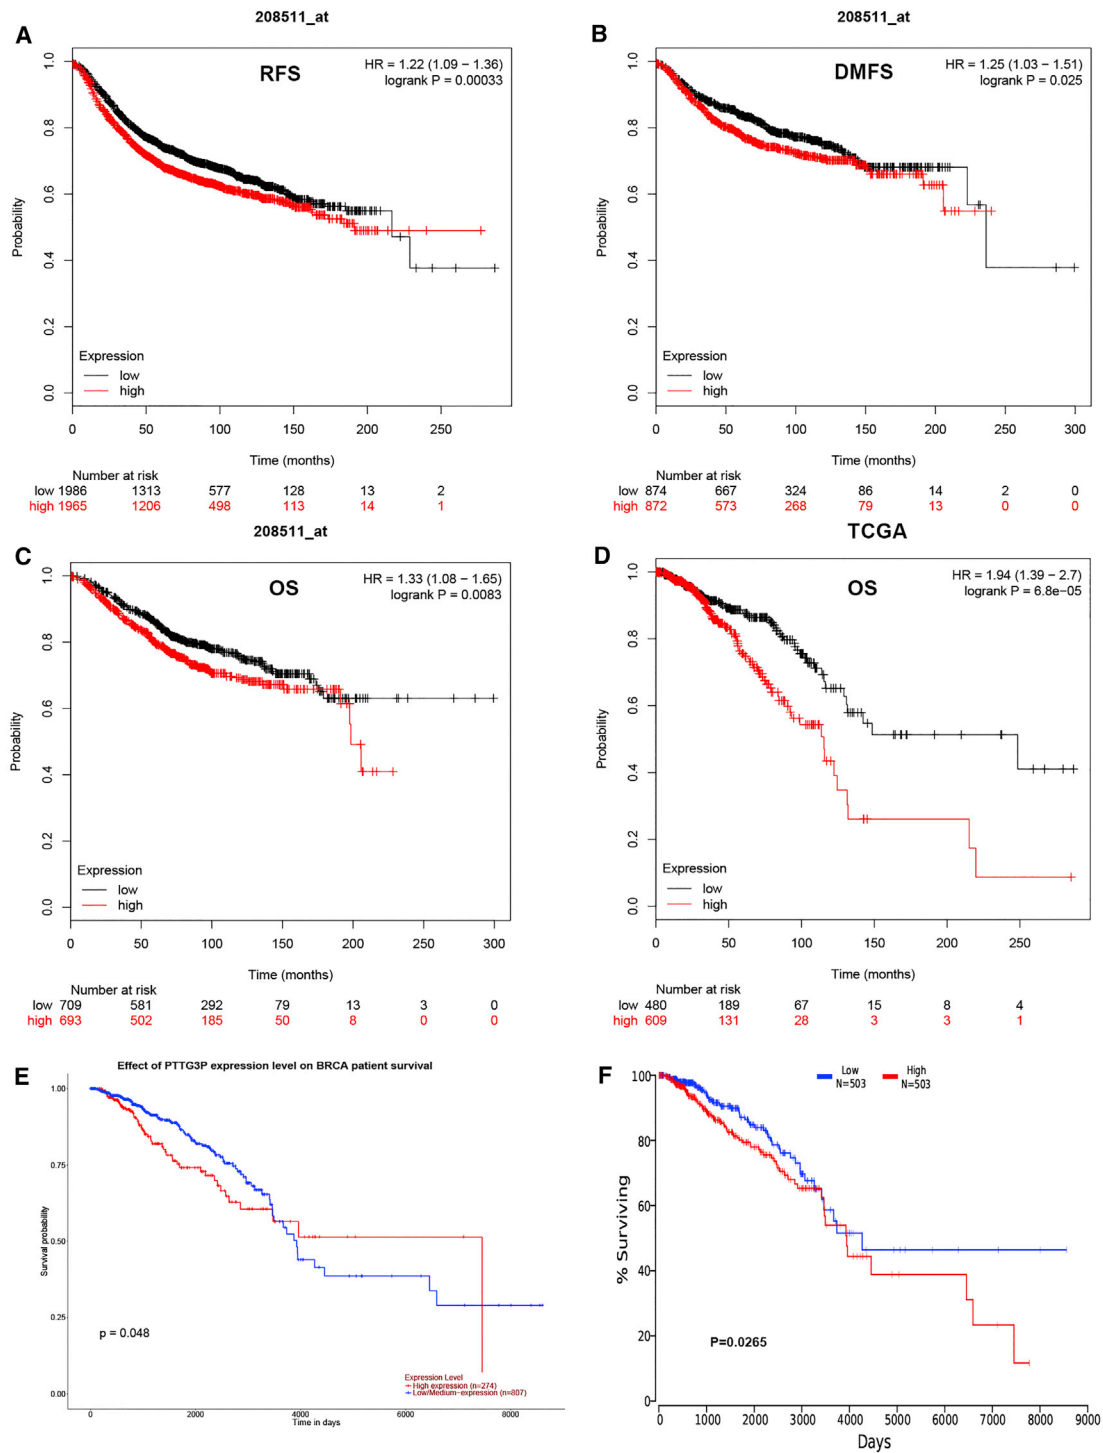 A
208511_at
RFS
HR = 1.22 (1.09 − 1.36)
logrank P = 0.00033
Probability
1.0
0.8
0.6
0.4
0.2
0.0
Expression
low
high
0 50 100 150 200 250
Time (months)
Number at risk
low 1986 1313 577 128 13 2
high 1965 1206 498 113 14 1
B
208511_at
DMFS
HR = 1.25 (1.03 − 1.51)
logrank P = 0.025
Probability
1.0
0.8
0.6
0.4
0.2
0.0
Expression
low
high
0 50 100 150 200 250 300
Time (months)
Number at risk
low 874 667 324 86 14 2 0
high 872 573 268 79 13 0 0
C
208511_at
OS
HR = 1.33 (1.08 − 1.65)
logrank P = 0.0083
Probability
1.0
0.8
0.6
0.4
0.2
0.0
Expression
low
high
0 50 100 150 200 250 300
Time (months)
Number at risk
low 709 581 292 79 13 3 0
high 693 502 185 50 8 0 0
D
TCGA
OS
HR = 1.94 (1.39 − 2.7)
logrank P = 6.8e−05
Probability
1.0
0.8
0.6
0.4
0.2
0.0
Expression
low
high
0 50 100 150 200 250
Time (months)
Number at risk
low 480 189 67 15 8 4
high 609 131 28 3 3 1
E
Effect of PTTG3P expression level on BRCA patient survival
Survival probability
1.00
0.75
0.50
0.25
0.00
p = 0.048
Expression Level
High expression (n=274)
Low/Medium-expression (n=807)
0 2000 4000 6000 8000
Time in days
F
Low
N=503
High
N=503
% Surviving
100
80
60
40
20
0
P=0.0265
0 1000 2000 3000 4000 5000 6000 7000 8000 9000
Days